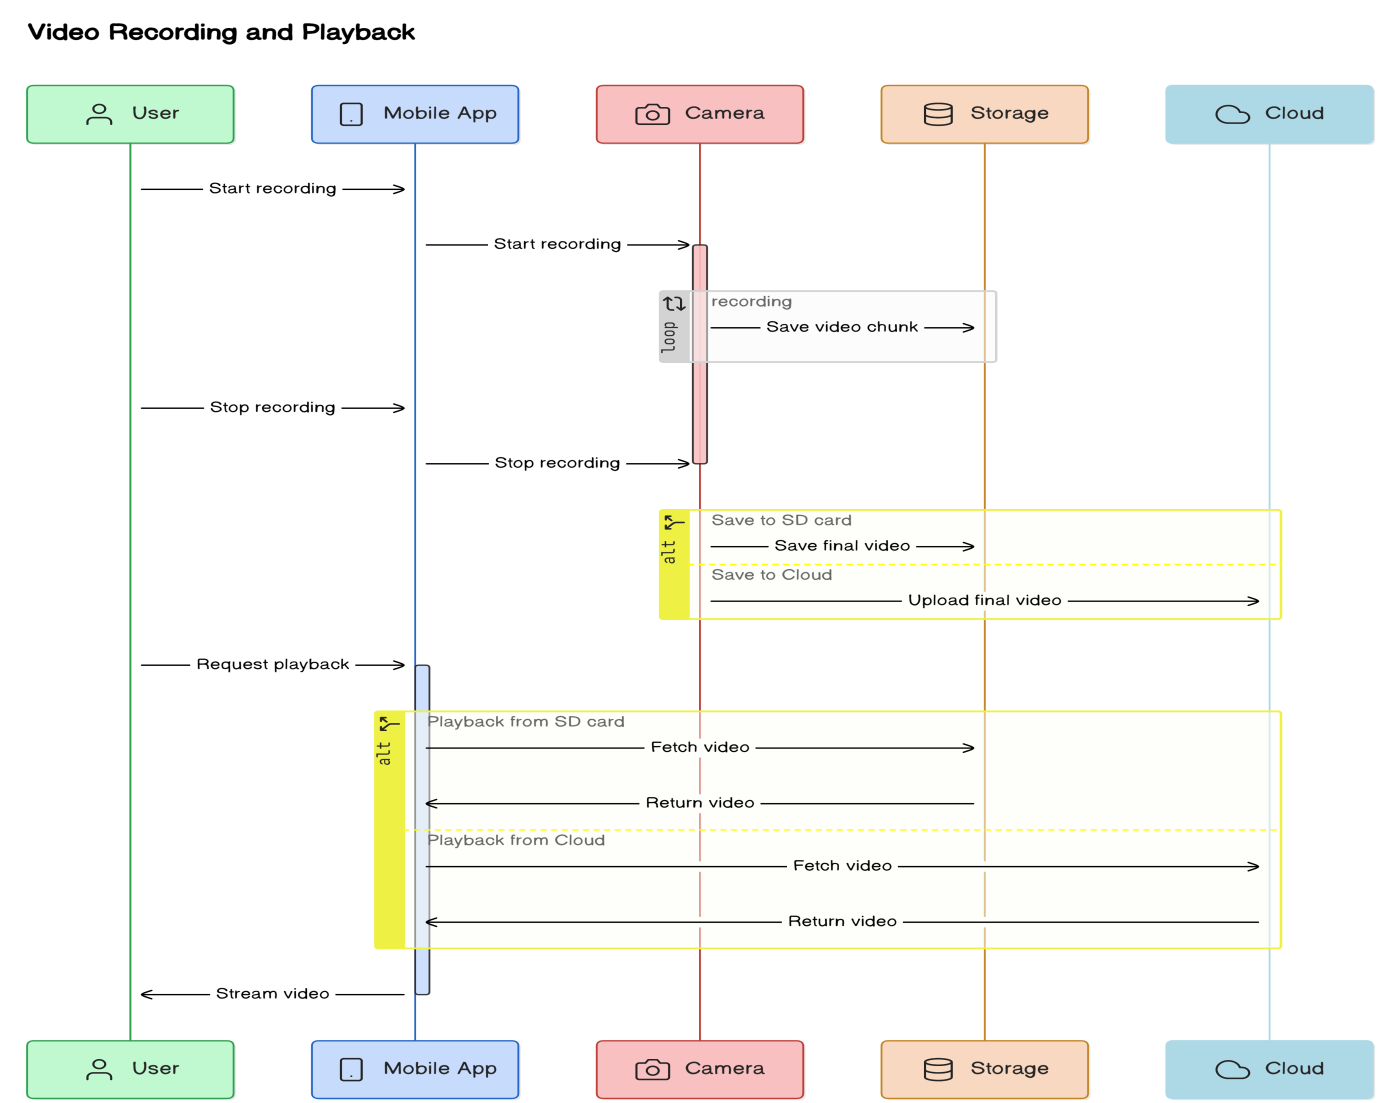 Video Recording and Playback
User
Mobile App
Camera
Storage
Cloud
Start recording
Start recording
loop
recording
Save video chunk
Stop recording
Stop recording
alt
Save to SD card
Save final video
Save to Cloud
Upload final video
Request playback
alt
Playback from SD card
Fetch video
Return video
Playback from Cloud
Fetch video
Return video
Stream video
User
Mobile App
Camera
Storage
Cloud